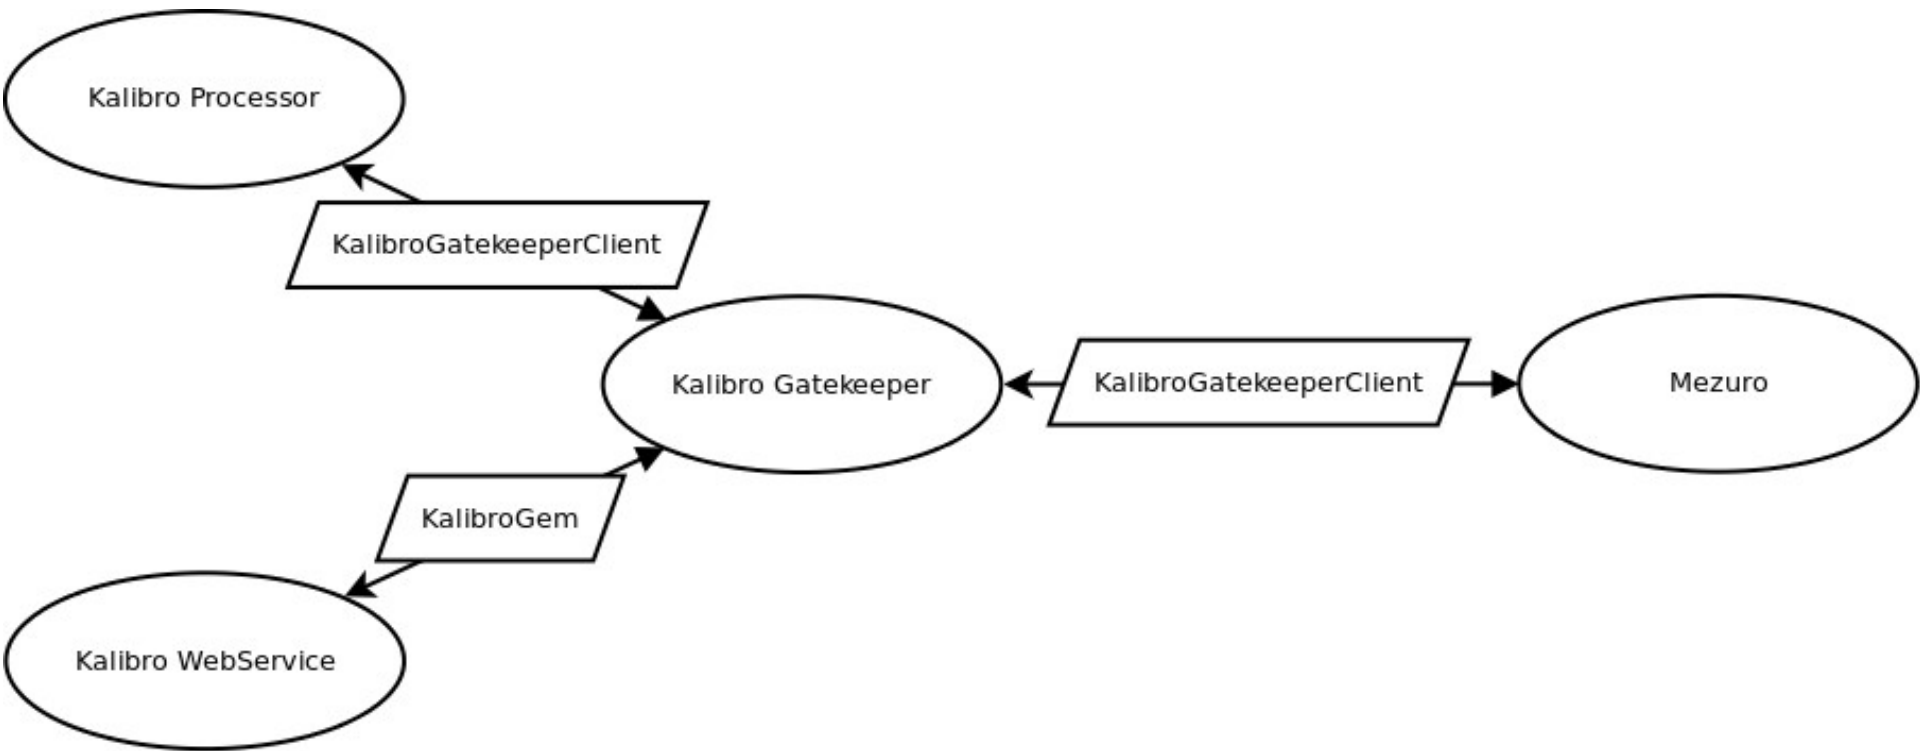 Kalibro Processor
KalibroGatekeeperClient
Kalibro Gatekeeper
KalibroGatekeeperClient
Mezuro
KalibroGem
Kalibro WebService